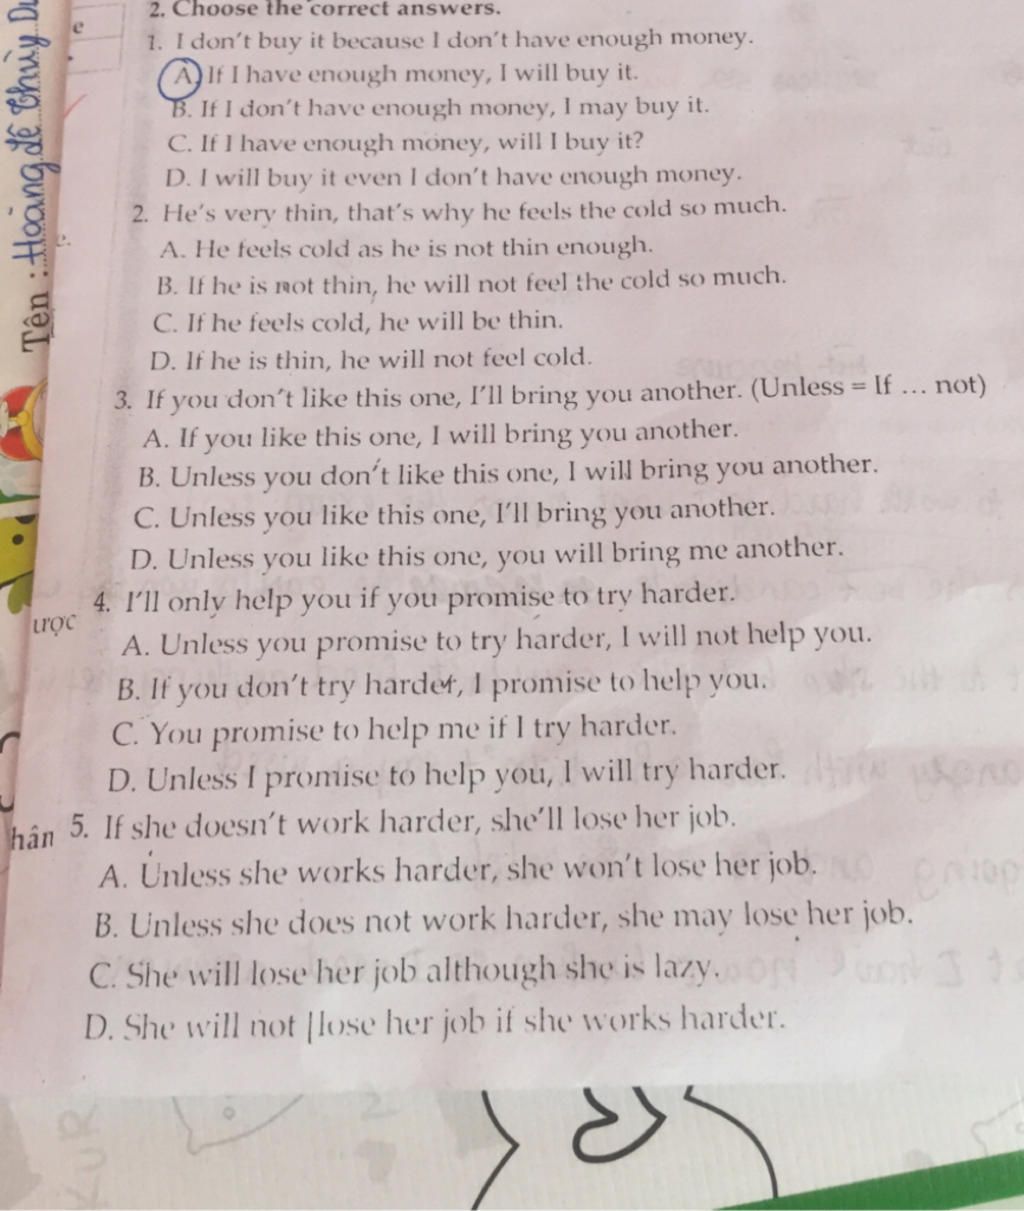 2. Choose the correct answers.
1. I don't buy it because I don't have enough money.
A. If I have enough money, I will buy it.
B. If I don't have enough money, I may buy it.
C. If I have enough money, will I buy it?
D. I will buy it even I don't have enough money.
2. He's very thin, that's why he feels the cold so much.
A. He feels cold as he is not thin enough.
B. If he is not thin, he will not feel the cold so much.
C. If he feels cold, he will be thin.
D. If he is thin, he will not feel cold.
3. If you don't like this one, I'll bring you another. (Unless = If ... not)
A. If you like this one, I will bring you another.
B. Unless you don't like this one, I will bring you another.
C. Unless you like this one, I'll bring you another.
D. Unless you like this one, you will bring me another.
4. I'll only help you if you promise to try harder.
A. Unless you promise to try harder, I will not help you.
B. If you don't try harder, I promise to help you.
C. You promise to help me if I try harder.
D. Unless I promise to help you, I will try harder.
5. If she doesn't work harder, she'll lose her job.
A. Unless she works harder, she won't lose her job.
B. Unless she does not work harder, she may lose her job.
C. She will lose her job although she is lazy.
D. She will not lose her job if she works harder.
Tên : Hoàng Lê Thùy
e
e.
ược
hân